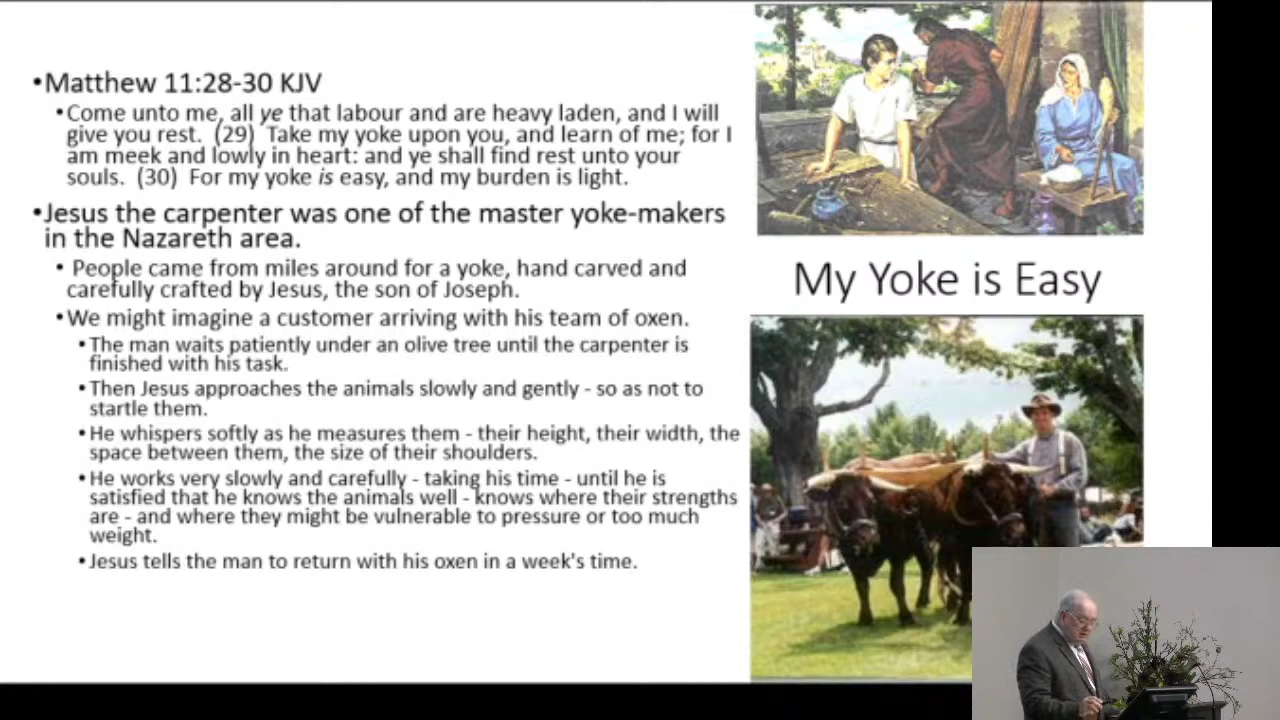 •Matthew 11:28-30 KJV
•Come unto me, all ye that labour and are heavy laden, and I will
give you rest.  (29)  Take my yoke upon you, and learn of me; for I
am meek and lowly in heart: and ye shall find rest unto your
souls.  (30)  For my yoke is easy, and my burden is light.
•Jesus the carpenter was one of the master yoke-makers
in the Nazareth area.
• People came from miles around for a yoke, hand carved and
carefully crafted by Jesus, the son of Joseph.
•We might imagine a customer arriving with his team of oxen.
•The man waits patiently under an olive tree until the carpenter is
finished with his task.
•Then Jesus approaches the animals slowly and gently - so as not to
startle them.
•He whispers softly as he measures them - their height, their width, the
space between them, the size of their shoulders.
•He works very slowly and carefully - taking his time - until he is
satisfied that he knows the animals well - knows where their strengths
are - and where they might be vulnerable to pressure or too much
weight.
•Jesus tells the man to return with his oxen in a week's time.
My Yoke is Easy